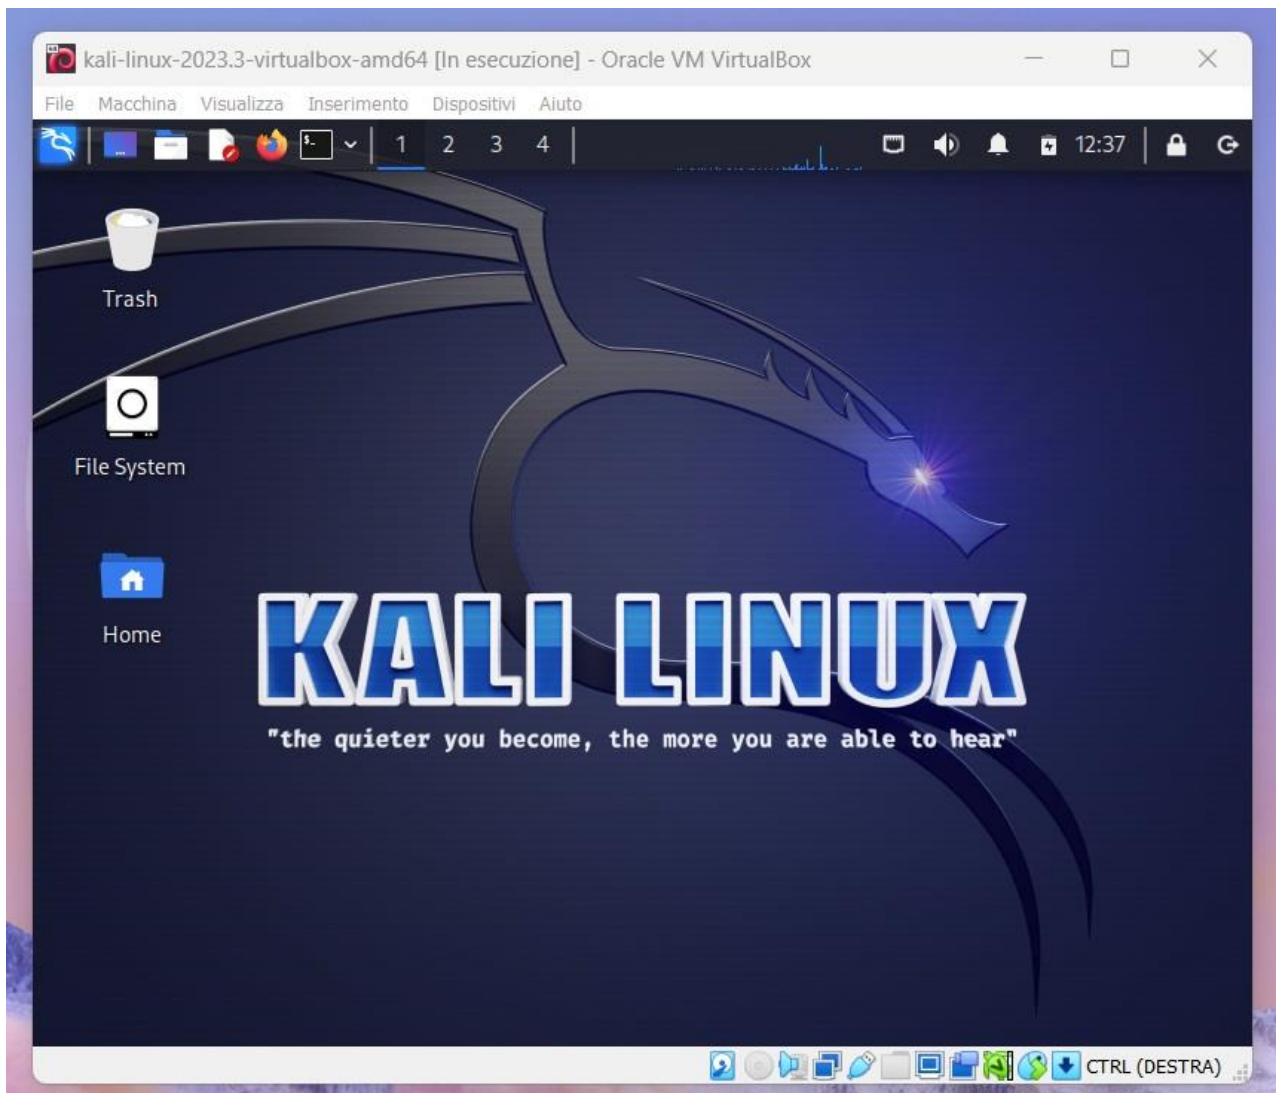 kali-linux-2023.3-virtualbox-amd64 [In esecuzione] - Oracle VM VirtualBox
File Macchina Visualizza Inserimento Dispositivi Aiuto
1 2 3 4 12:37
Trash
File System
Home
KALI LINUX
"the quieter you become, the more you are able to hear"
CTRL (DESTRA)